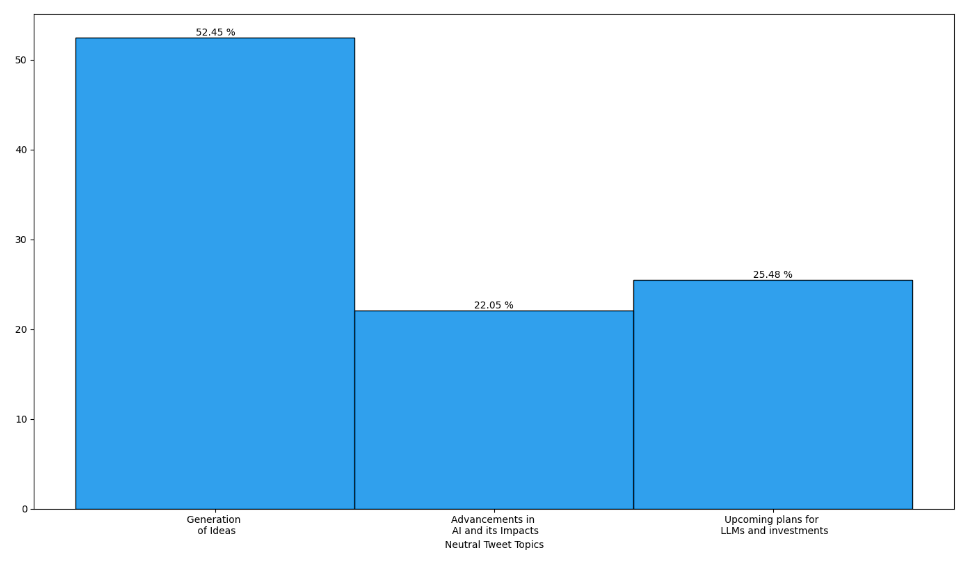 52.45 %
22.05 %
25.48 %
50
40
30
20
10
0
Generation
of Ideas
Advancements in
AI and its Impacts
Upcoming plans for
LLMs and investments
Neutral Tweet Topics